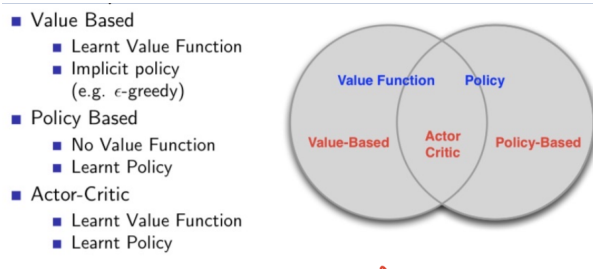 Value Based
Learnt Value Function
Implicit policy
(e.g. ϵ-greedy)
Policy Based
No Value Function
Learnt Policy
Actor-Critic
Learnt Value Function
Learnt Policy
Value Function
Policy
Value-Based
Actor
Critic
Policy-Based